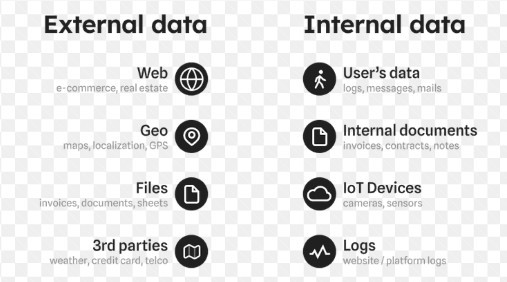 External data
Web
e-commerce, real estate
Geo
maps, localization, GPS
Files
invoices, documents, sheets
3rd parties
weather, credit card, telco
Internal data
User's data
logs, messages, mails
Internal documents
invoices, contracts, notes
IoT Devices
cameras, sensors
Logs
website / platform logs